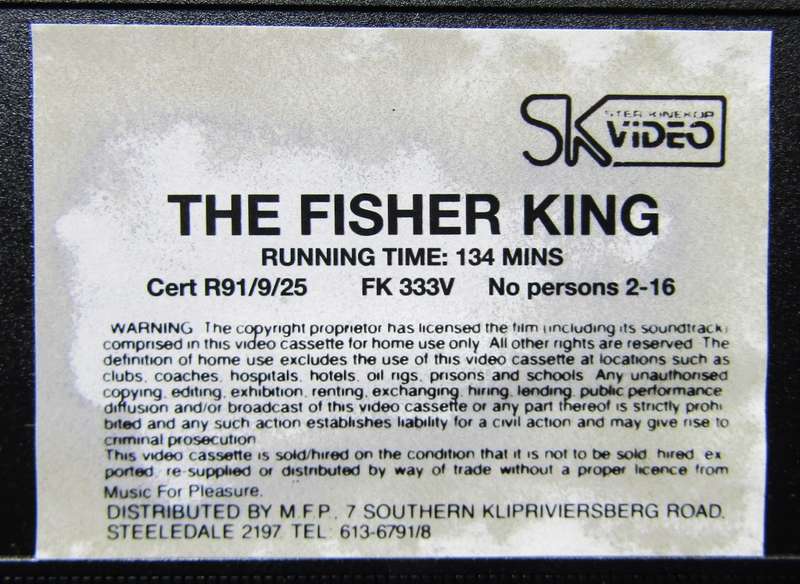 SK STER KINEKOR
VIDEO
THE FISHER KING
RUNNING TIME: 134 MINS
Cert R91/9/25 FK 333V No persons 2-16
WARNING The copyright proprietor has licensed the film (including its soundtrack)
comprised in this video cassette for home use only. All other rights are reserved The
definition of home use excludes the use of this video cassette at locations such as
clubs, coaches, hospitals, hotels, oil rigs, prisons and schools Any unauthorised
copying, editing, exhibition, renting, exchanging, hiring, lending, public performance
diffusion and/or broadcast of this video cassette or any part thereof is strictly prohi
bited and any such action establishes liability for a civil action and may give rise to
criminal prosecution
This video cassette is sold/hired on the condition that it is not to be sold, hired, ex
ported, re-supplied or distributed by way of trade without a proper licence from
Music For Pleasure.
DISTRIBUTED BY M.F.P., 7 SOUTHERN KLIPRIVIERSBERG ROAD,
STEELEDALE 2197. TEL: 613-6791/8